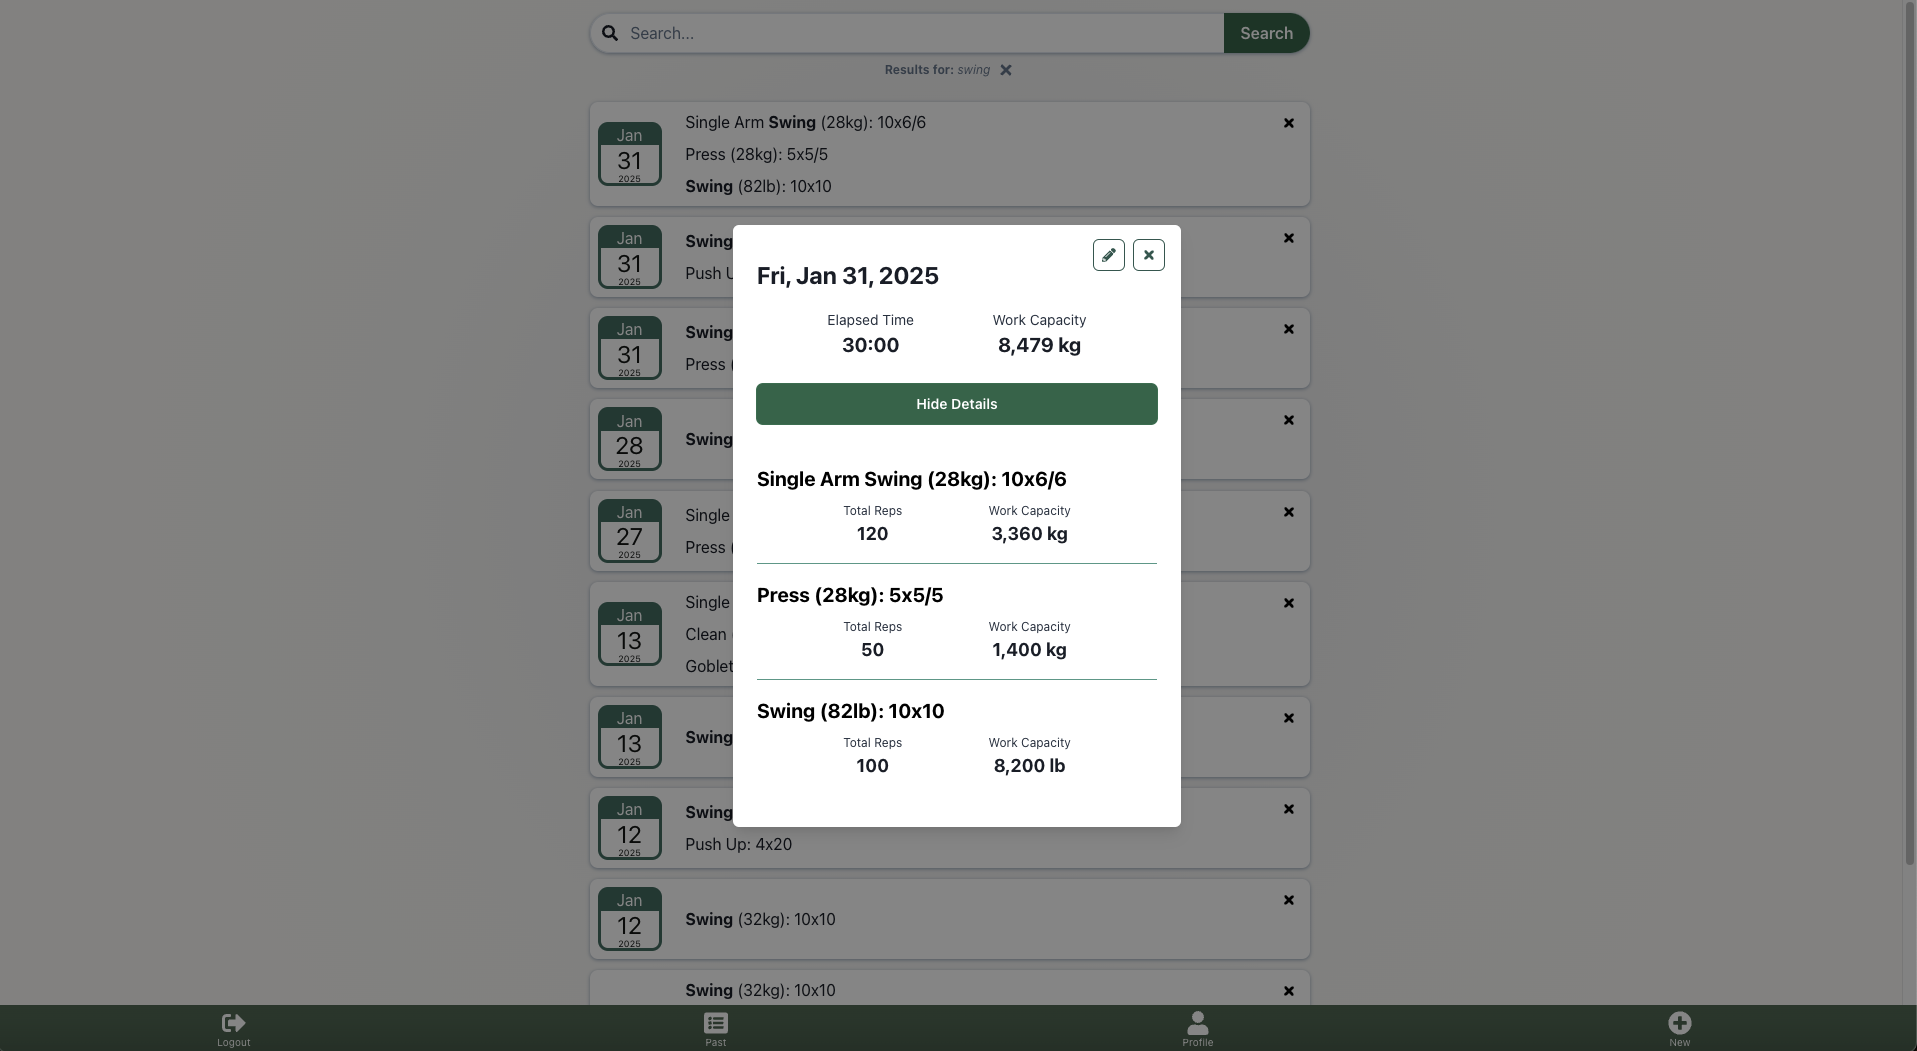 Search...
Search
Results for: swing
Jan
31
2025
Single Arm Swing (28kg): 10x6/6
Press (28kg): 5x5/5
Swing (82lb): 10x10
Jan
31
2025
Swing
Push
Jan
31
2025
Swing
Press
Jan
28
2025
Swing
Jan
27
2025
Single
Press
Jan
13
2025
Single
Clean
Goblet
Jan
13
2025
Swing
Jan
12
2025
Swing
Push Up: 4x20
Jan
12
2025
Swing (32kg): 10x10
Swing (32kg): 10x10
Fri, Jan 31, 2025
Elapsed Time
30:00
Work Capacity
8,479 kg
Hide Details
Single Arm Swing (28kg): 10x6/6
Total Reps
120
Work Capacity
3,360 kg
Press (28kg): 5x5/5
Total Reps
50
Work Capacity
1,400 kg
Swing (82lb): 10x10
Total Reps
100
Work Capacity
8,200 lb
Logout
Past
Profile
New